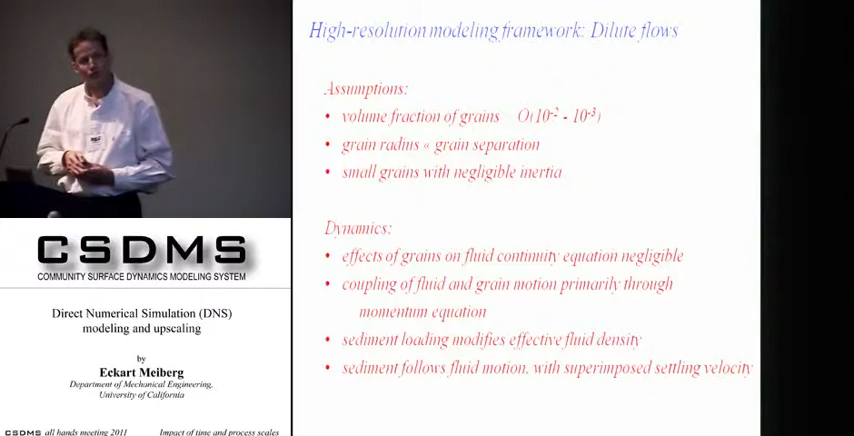 High-resolution modeling framework: Dilute flows
Assumptions:
• volume fraction of grains O(10-2 - 10-3)
• grain radius « grain separation
• small grains with negligible inertia
Dynamics:
• effects of grains on fluid continuity equation negligible
• coupling of fluid and grain motion primarily through
momentum equation
• sediment loading modifies effective fluid density
• sediment follows fluid motion, with superimposed settling velocity
CSDMS
COMMUNITY SURFACE DYNAMICS MODELING SYSTEM
Direct Numerical Simulation (DNS)
modeling and upscaling
by
Eckart Meiberg
Department of Mechanical Engineering,
University of California
CSDMS all hands meeting 2011 Impact of time and process scales